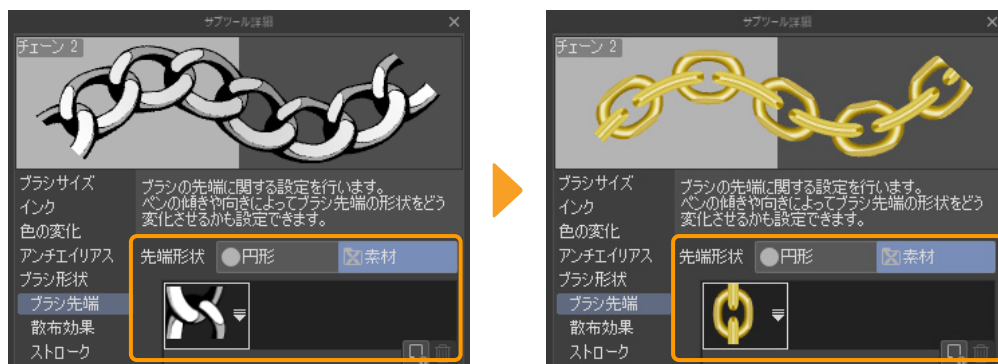 サブツール詳細
チェーン 2
ブラシサイズ
インク
色の変化
アンチエイリアス
ブラシ形状
ブラシ先端
散布効果
ストローク
ブラシの先端に関する設定を行います。
ペンの傾きや向きによってブラシ先端の形状をどう
変化させるかも設定できます。
先端形状 円形 素材
サブツール詳細
チェーン 2
ブラシサイズ
インク
色の変化
アンチエイリアス
ブラシ形状
ブラシ先端
散布効果
ストローク
ブラシの先端に関する設定を行います。
ペンの傾きや向きによってブラシ先端の形状をどう
変化させるかも設定できます。
先端形状 円形 素材